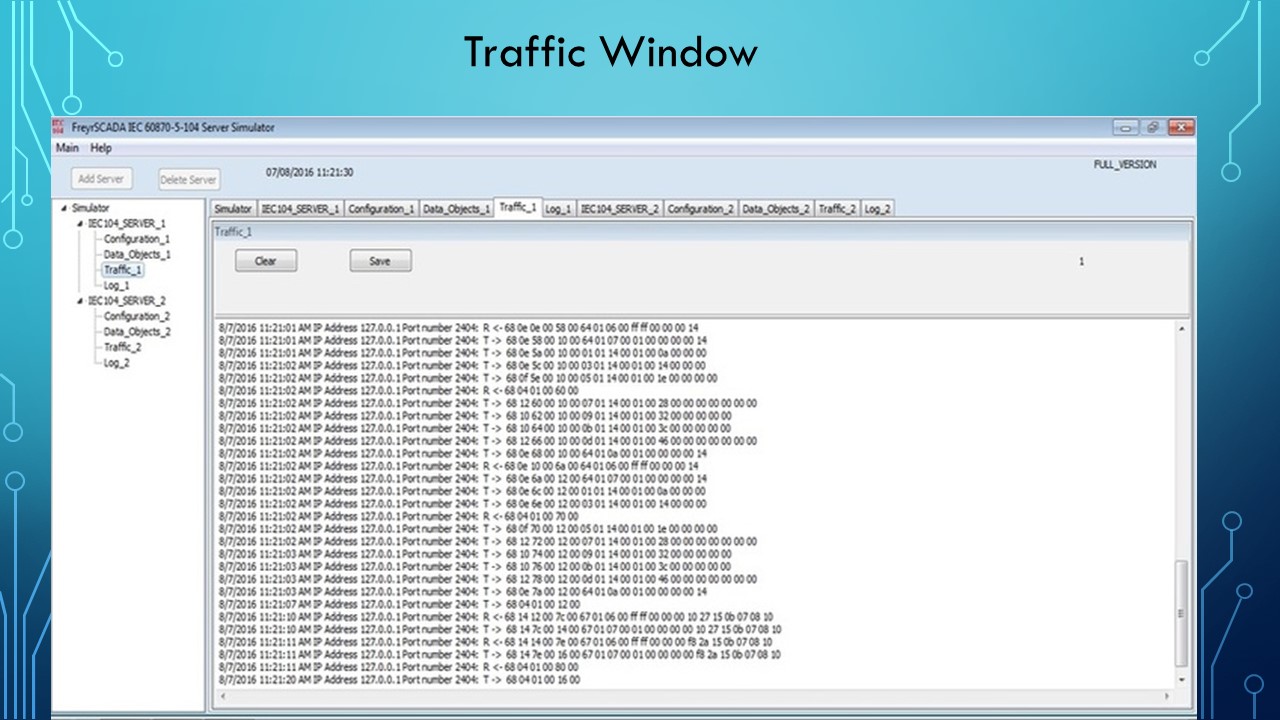 Traffic Window
IEC 104
FreyrSCADA IEC 60870-5-104 Server Simulator
Main Help
Add Server Delete Server 07/08/2016 11:21:30 FULL_VERSION
Simulator
IEC104_SERVER_1
Configuration_1
Data_Objects_1
Traffic_1
Log_1
IEC104_SERVER_2
Configuration_2
Data_Objects_2
Traffic_2
Log_2
Simulator IEC104_SERVER_1 Configuration_1 Data_Objects_1 Traffic_1 Log_1 IEC104_SERVER_2 Configuration_2 Data_Objects_2 Traffic_2 Log_2
Traffic_1
Clear Save 1
8/7/2016 11:21:01 AM IP Address 127.0.0.1 Port number 2404: R <- 68 0e 0e 00 58 00 64 01 06 00 ff ff 00 00 00 14
8/7/2016 11:21:01 AM IP Address 127.0.0.1 Port number 2404: T -> 68 0e 58 00 10 00 64 01 07 00 01 00 00 00 00 14
8/7/2016 11:21:01 AM IP Address 127.0.0.1 Port number 2404: T -> 68 0e 5a 00 10 00 01 01 14 00 01 00 0a 00 00 00
8/7/2016 11:21:02 AM IP Address 127.0.0.1 Port number 2404: T -> 68 0e 5c 00 10 00 03 01 14 00 01 00 14 00 00 00
8/7/2016 11:21:02 AM IP Address 127.0.0.1 Port number 2404: T -> 68 0f 5e 00 10 00 05 01 14 00 01 00 1e 00 00 00 00
8/7/2016 11:21:02 AM IP Address 127.0.0.1 Port number 2404: R <- 68 04 01 00 60 00
8/7/2016 11:21:02 AM IP Address 127.0.0.1 Port number 2404: T -> 68 12 60 00 10 00 07 01 14 00 01 00 28 00 00 00 00 00 00 00
8/7/2016 11:21:02 AM IP Address 127.0.0.1 Port number 2404: T -> 68 10 62 00 10 00 09 01 14 00 01 00 32 00 00 00 00 00
8/7/2016 11:21:02 AM IP Address 127.0.0.1 Port number 2404: T -> 68 10 64 00 10 00 0b 01 14 00 01 00 3c 00 00 00 00 00
8/7/2016 11:21:02 AM IP Address 127.0.0.1 Port number 2404: T -> 68 12 66 00 10 00 0d 01 14 00 01 00 46 00 00 00 00 00 00 00
8/7/2016 11:21:02 AM IP Address 127.0.0.1 Port number 2404: T -> 68 0e 68 00 10 00 64 01 0a 00 01 00 00 00 00 14
8/7/2016 11:21:02 AM IP Address 127.0.0.1 Port number 2404: R <- 68 0e 10 00 6a 00 64 01 06 00 ff ff 00 00 00 14
8/7/2016 11:21:02 AM IP Address 127.0.0.1 Port number 2404: T -> 68 0e 6a 00 12 00 64 01 07 00 01 00 00 00 00 14
8/7/2016 11:21:02 AM IP Address 127.0.0.1 Port number 2404: T -> 68 0e 6c 00 12 00 01 01 14 00 01 00 0a 00 00 00
8/7/2016 11:21:02 AM IP Address 127.0.0.1 Port number 2404: T -> 68 0e 6e 00 12 00 03 01 14 00 01 00 14 00 00 00
8/7/2016 11:21:02 AM IP Address 127.0.0.1 Port number 2404: R <- 68 04 01 00 70 00
8/7/2016 11:21:02 AM IP Address 127.0.0.1 Port number 2404: T -> 68 0f 70 00 12 00 05 01 14 00 01 00 1e 00 00 00 00
8/7/2016 11:21:02 AM IP Address 127.0.0.1 Port number 2404: T -> 68 12 72 00 12 00 07 01 14 00 01 00 28 00 00 00 00 00 00 00
8/7/2016 11:21:03 AM IP Address 127.0.0.1 Port number 2404: T -> 68 10 74 00 12 00 09 01 14 00 01 00 32 00 00 00 00 00
8/7/2016 11:21:03 AM IP Address 127.0.0.1 Port number 2404: T -> 68 10 76 00 12 00 0b 01 14 00 01 00 3c 00 00 00 00 00
8/7/2016 11:21:03 AM IP Address 127.0.0.1 Port number 2404: T -> 68 12 78 00 12 00 0d 01 14 00 01 00 46 00 00 00 00 00 00 00
8/7/2016 11:21:03 AM IP Address 127.0.0.1 Port number 2404: T -> 68 0e 7a 00 12 00 64 01 0a 00 01 00 00 00 00 14
8/7/2016 11:21:07 AM IP Address 127.0.0.1 Port number 2404: T -> 68 04 01 00 12 00
8/7/2016 11:21:10 AM IP Address 127.0.0.1 Port number 2404: R <- 68 14 12 00 7c 00 67 01 06 00 ff ff 00 00 00 10 27 15 0b 07 08 10
8/7/2016 11:21:10 AM IP Address 127.0.0.1 Port number 2404: T -> 68 14 7c 00 14 00 67 01 07 00 01 00 00 00 00 10 27 15 0b 07 08 10
8/7/2016 11:21:11 AM IP Address 127.0.0.1 Port number 2404: R <- 68 14 14 00 7e 00 67 01 06 00 ff ff 00 00 00 f8 2a 15 0b 07 08 10
8/7/2016 11:21:11 AM IP Address 127.0.0.1 Port number 2404: T -> 68 14 7e 00 16 00 67 01 07 00 01 00 00 00 00 f8 2a 15 0b 07 08 10
8/7/2016 11:21:11 AM IP Address 127.0.0.1 Port number 2404: R <- 68 04 01 00 80 00
8/7/2016 11:21:20 AM IP Address 127.0.0.1 Port number 2404: T -> 68 04 01 00 16 00